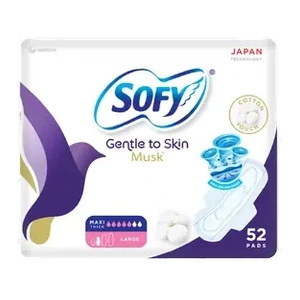 JAPAN
TECHNOLOGY
SOFY
Gentle to Skin
Musk
COTTON
TOUCH
MAXI
THICK
LARGE
52
PADS